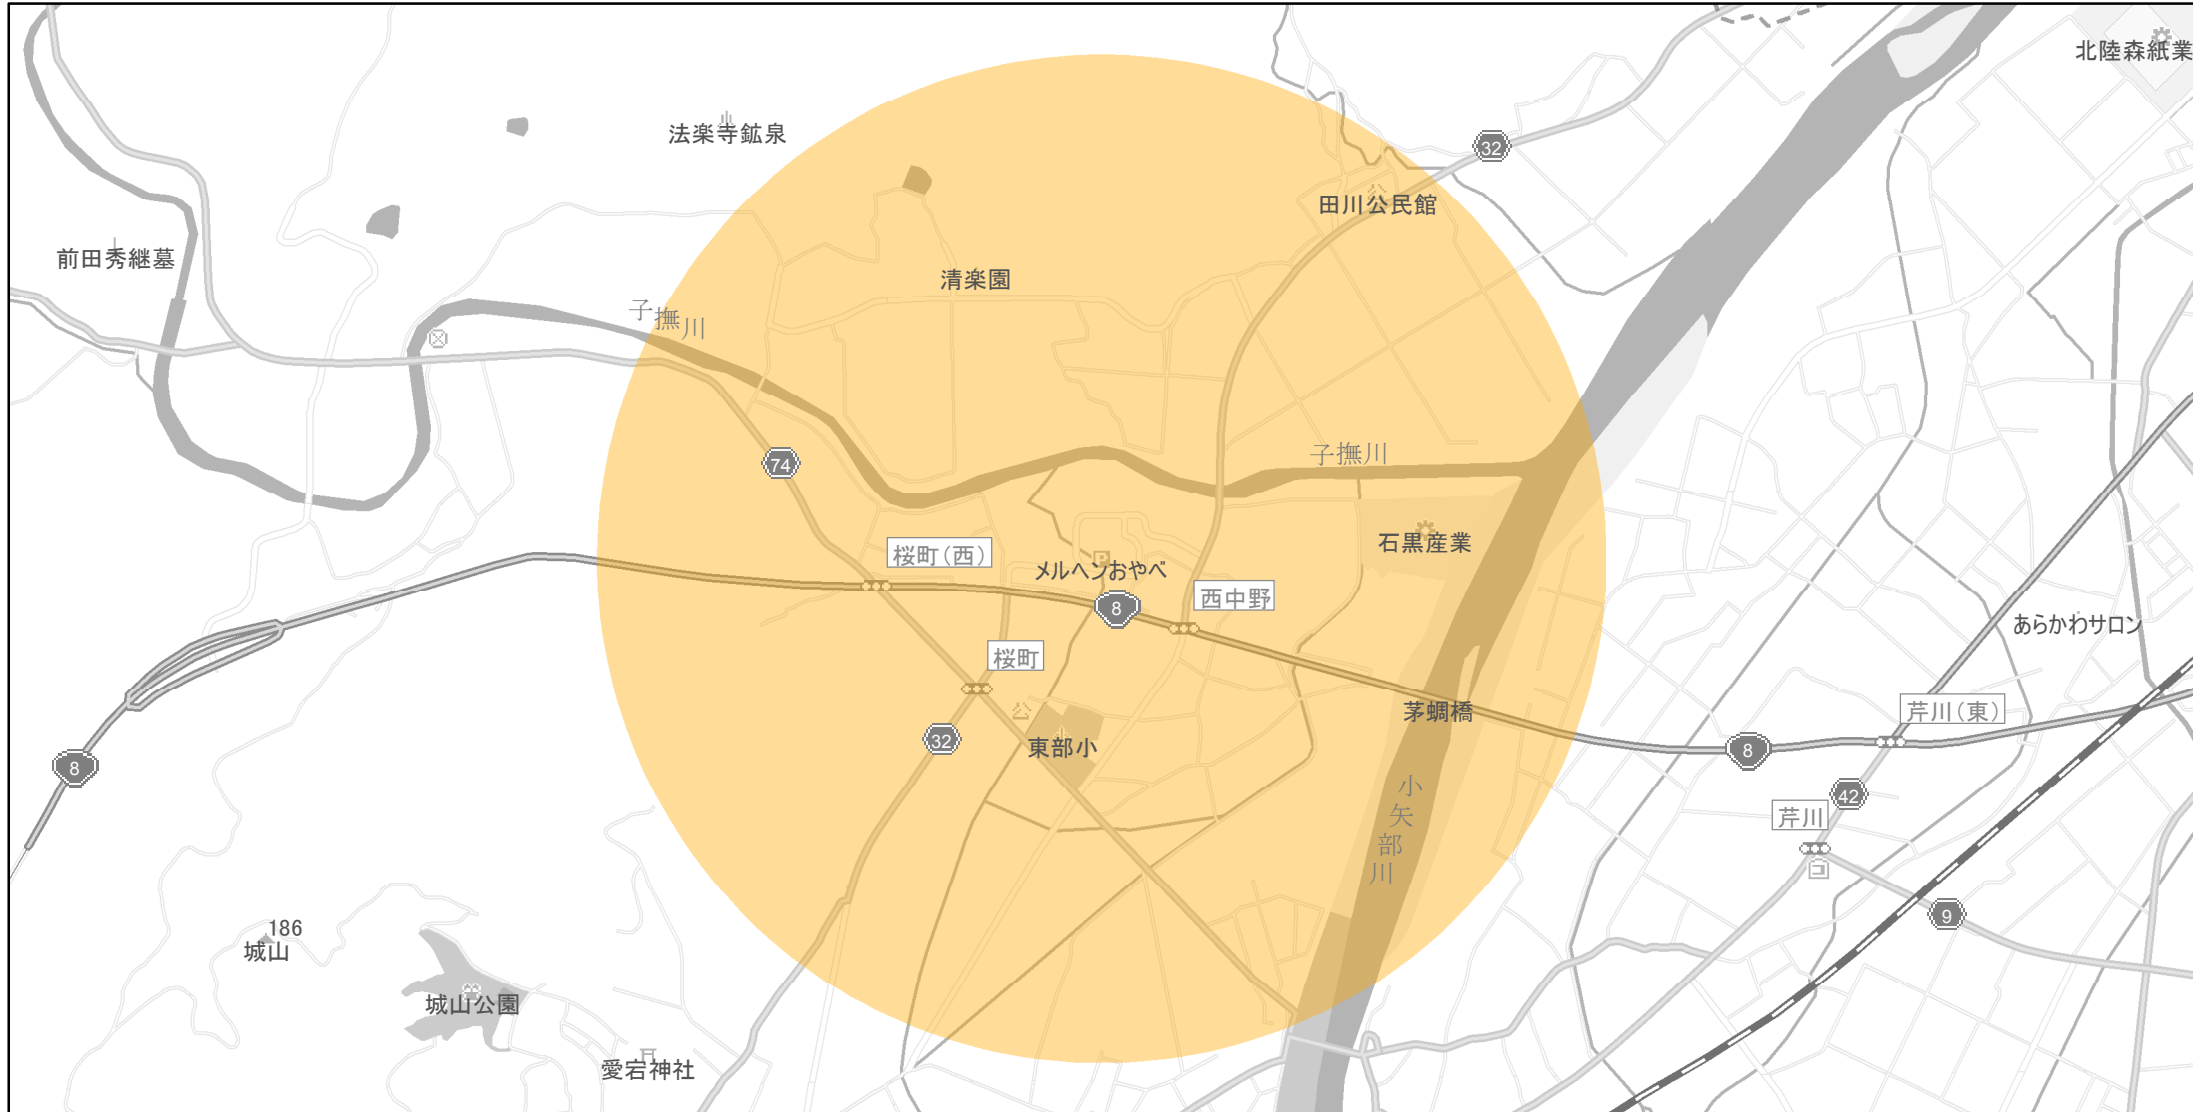 北陸森紙業
法楽寺鉱泉
32
田川公民館
前田秀継墓
清楽園
子撫川
子撫川
74
石黒産業
桜町(西)
メルヘンおやべ
8
西中野
あらかわサロン
桜町
茅蜩橋
芹川(東)
32
東部小
8
8
小矢部川
42
芹川
9
186
城山
城山公園
愛宕神社